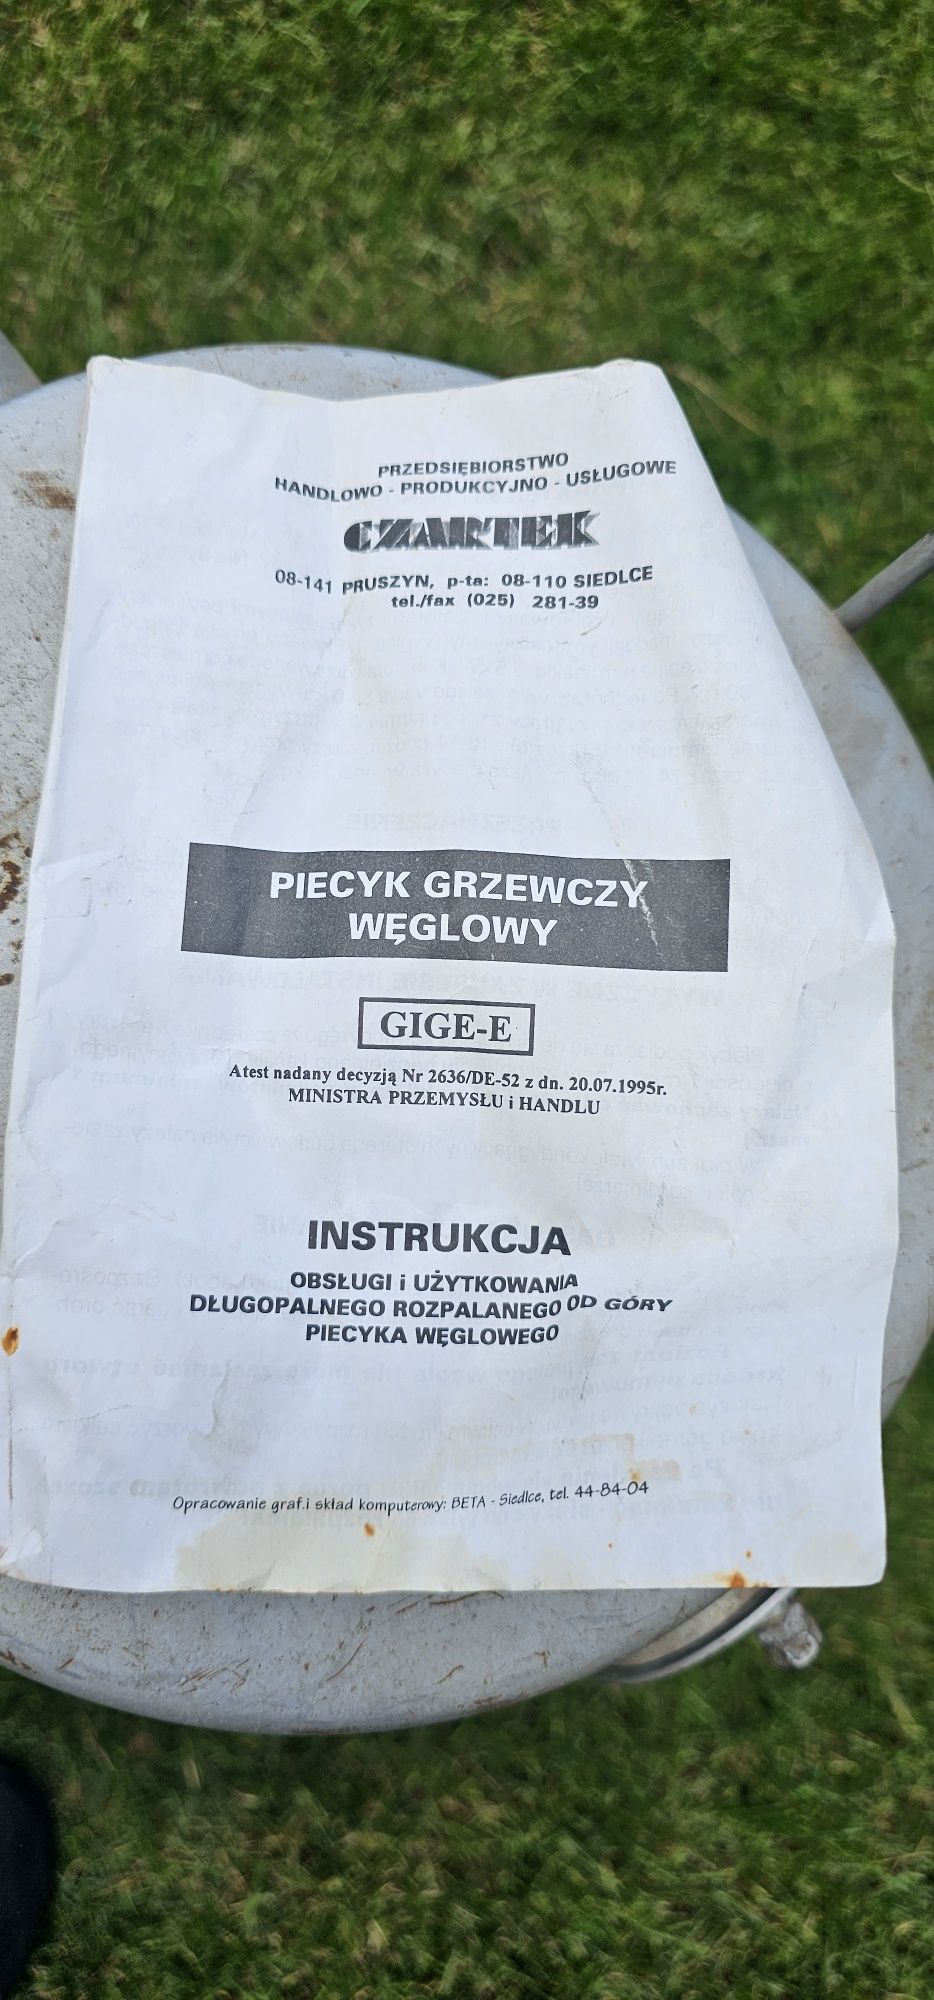 PRZEDSIĘBIORSTWO
HANDLOWO - PRODUKCYJNO - USŁUGOWE
CZARTEK
08-141 PRUSZYN, p-ta: 08-110 SIEDLCE
tel./fax (025) 281-39
PIECYK GRZEWCZY
WĘGLOWY
GIGE-E
Atest nadany decyzją Nr 2636/DE-52 z dn. 20.07.1995r.
MINISTRA PRZEMYSŁU i HANDLU
INSTRUKCJA
OBSŁUGI i UŻYTKOWANIA
DŁUGOPALNEGO ROZPALANEGO OD GÓRY
PIECYKA WĘGLOWEGO
Opracowanie graf.i skład komputerowy: BETA - Siedlce, tel. 44-84-04